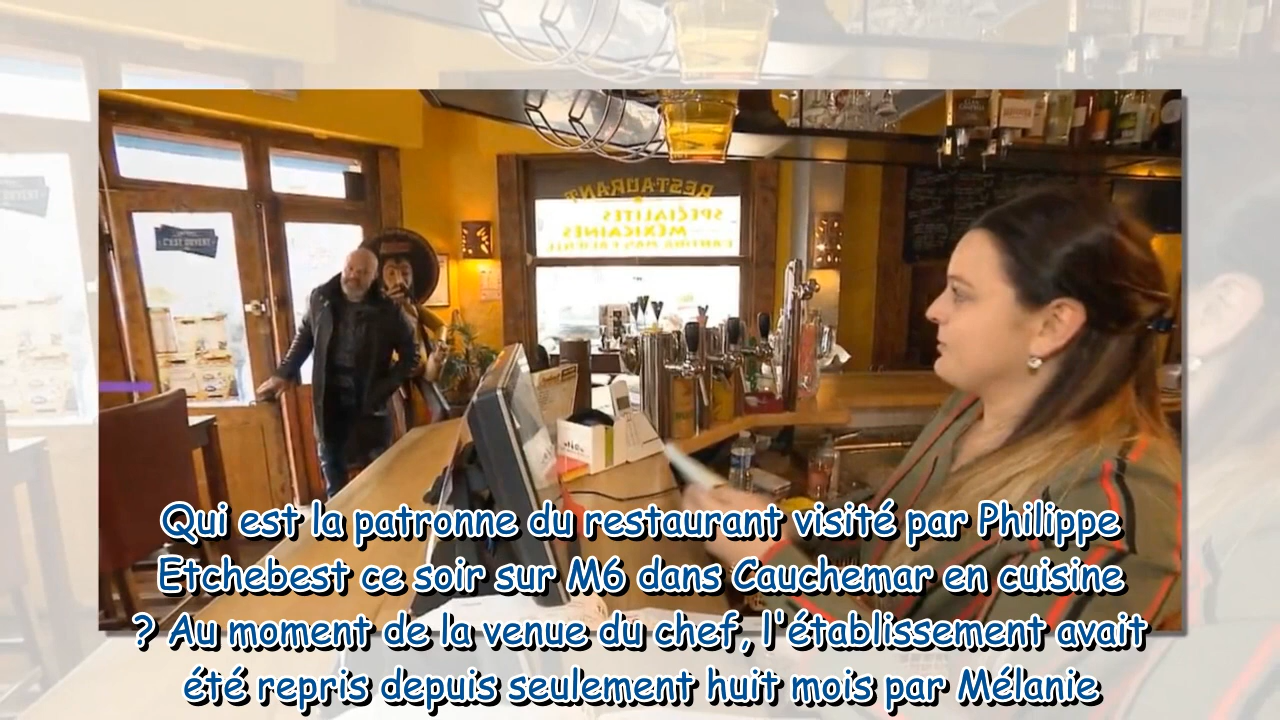 RESTAURANT
SPÉCIALITÉS
MEXICAINES
C'EST OUVERT
Qui est la patronne du restaurant visité par Philippe
Etchebest ce soir sur M6 dans Cauchemar en cuisine
? Au moment de la venue du chef, l'établissement avait
été repris depuis seulement huit mois par Mélanie